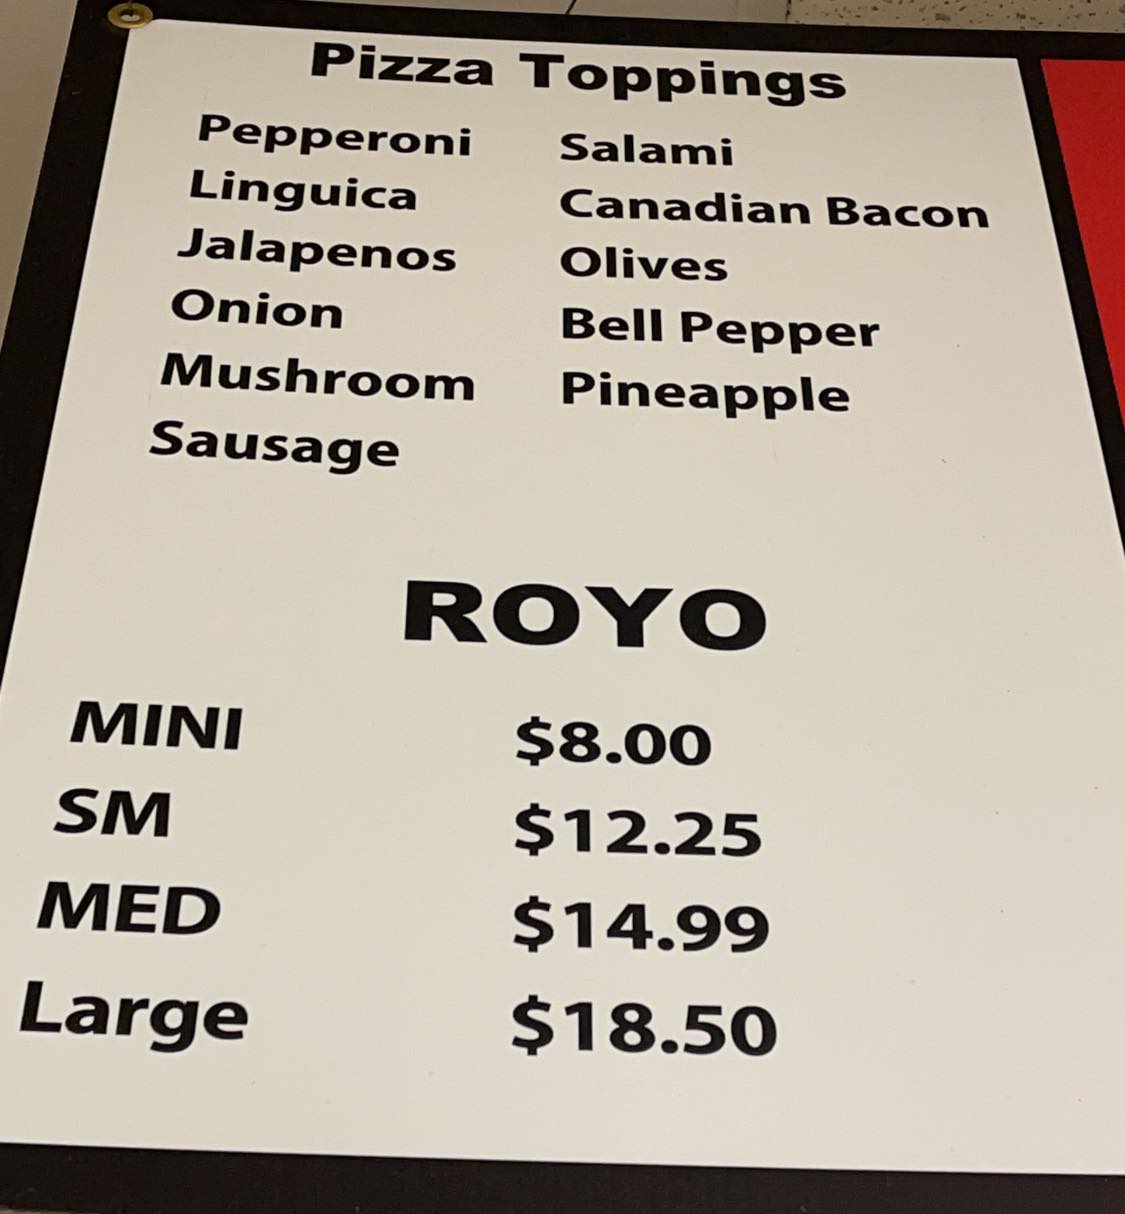 Pizza Toppings
Pepperoni Salami
Linguica Canadian Bacon
Jalapenos Olives
Onion Bell Pepper
Mushroom Pineapple
Sausage
ROYO
MINI $8.00
SM $12.25
MED $14.99
Large $18.50